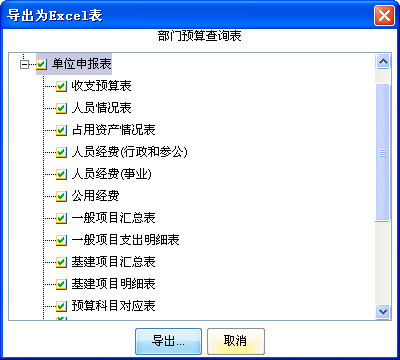 导出为Excel表
部门预算查询表
单位申报表
收支预算表
人员情况表
占用资产情况表
人员经费(行政和参公)
人员经费(事业)
公用经费
一般项目汇总表
一般项目支出明细表
基建项目汇总表
基建项目明细表
预算科目对应表
导出...
取消